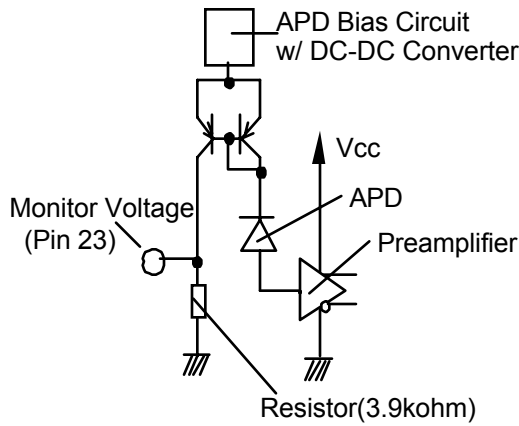 APD Bias Circuit
w/ DC-DC Converter
Vcc
APD
Monitor Voltage
(Pin 23)
Preamplifier
Resistor(3.9kohm)